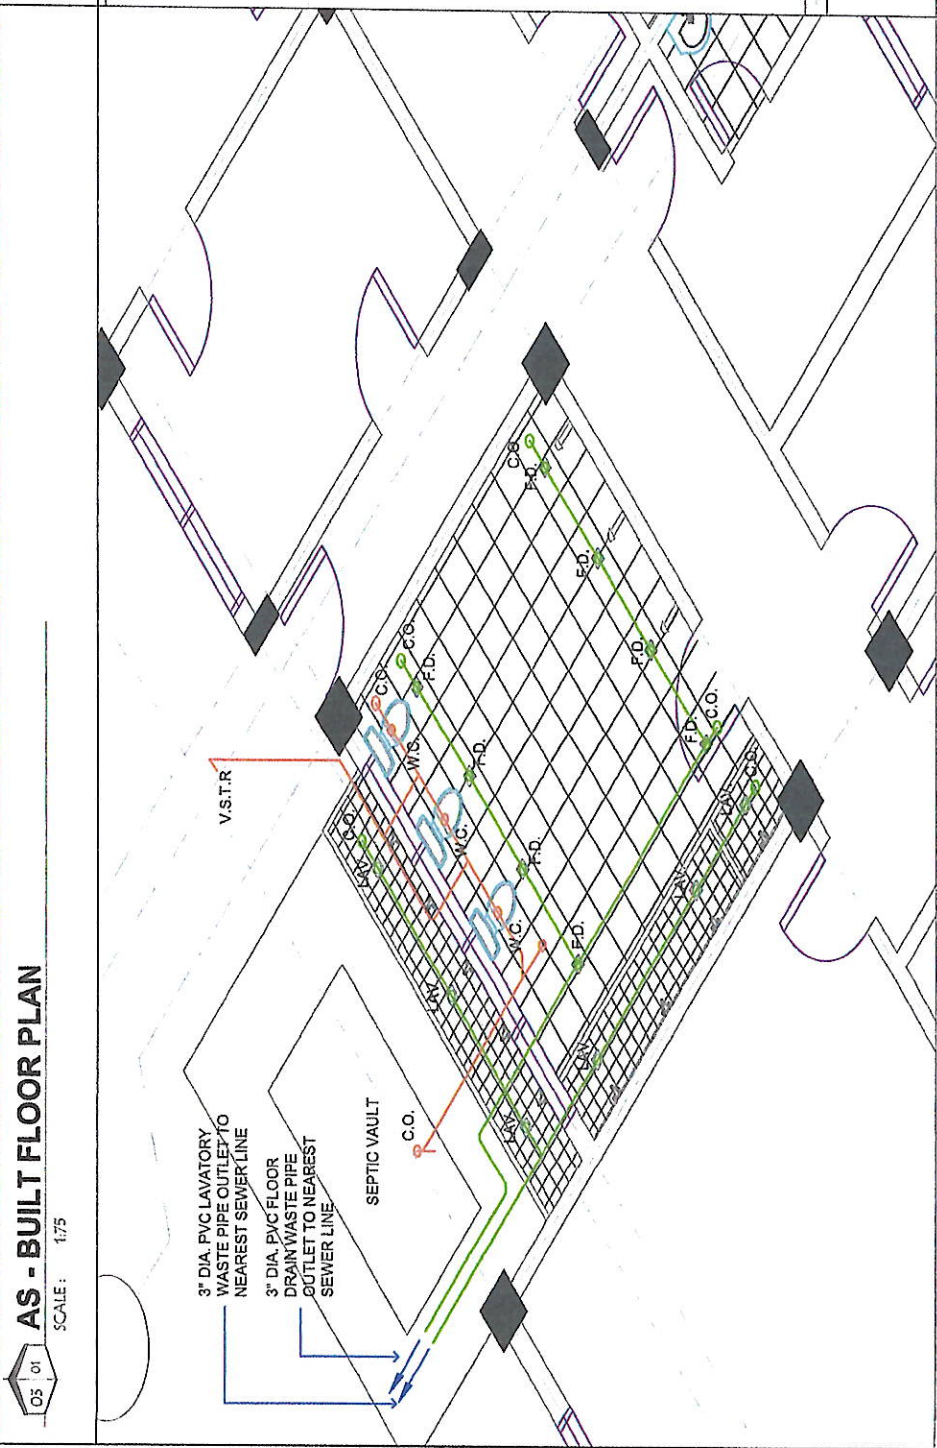 AS - BUILT FLOOR PLAN
SCALE : 1:75
03 01
3" DIA. PVC LAVATORY
WASTE PIPE OUTLET TO
NEAREST SEWER LINE
3" DIA. PVC FLOOR
DRAIN WASTE PIPE
OUTLET TO NEAREST
SEWER LINE
SEPTIC VAULT
C.O.
V.S.T.R
LAV.
LAV.
LAV.
C.O.
W.C.
W.C.
W.C.
C.O.
F.D.
F.D.
F.D.
F.D.
C.O.
LAV.
LAV.
LAV.
C.O.
F.D.
C.O.
F.D.
F.D.
F.D.
C.O.